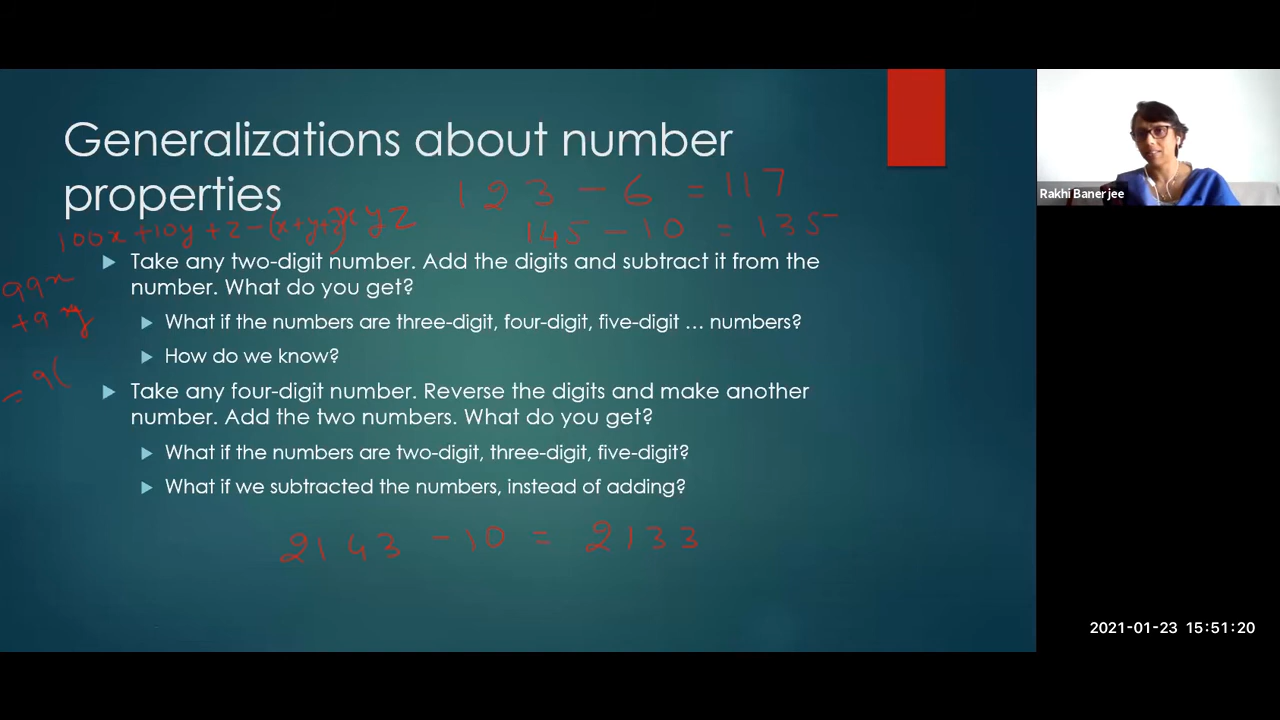 Generalizations about number
properties
1 2 3 - 6 = 117
100x + 10y + z - (x+y+z) xyz
145 - 10 = 135
99x
+9y
= 9(
▶ Take any two-digit number. Add the digits and subtract it from the
number. What do you get?
▶ What if the numbers are three-digit, four-digit, five-digit … numbers?
▶ How do we know?
▶ Take any four-digit number. Reverse the digits and make another
number. Add the two numbers. What do you get?
▶ What if the numbers are two-digit, three-digit, five-digit?
▶ What if we subtracted the numbers, instead of adding?
2143 - 10 = 2133
Rakhi Banerjee
2021-01-23 15:51:20